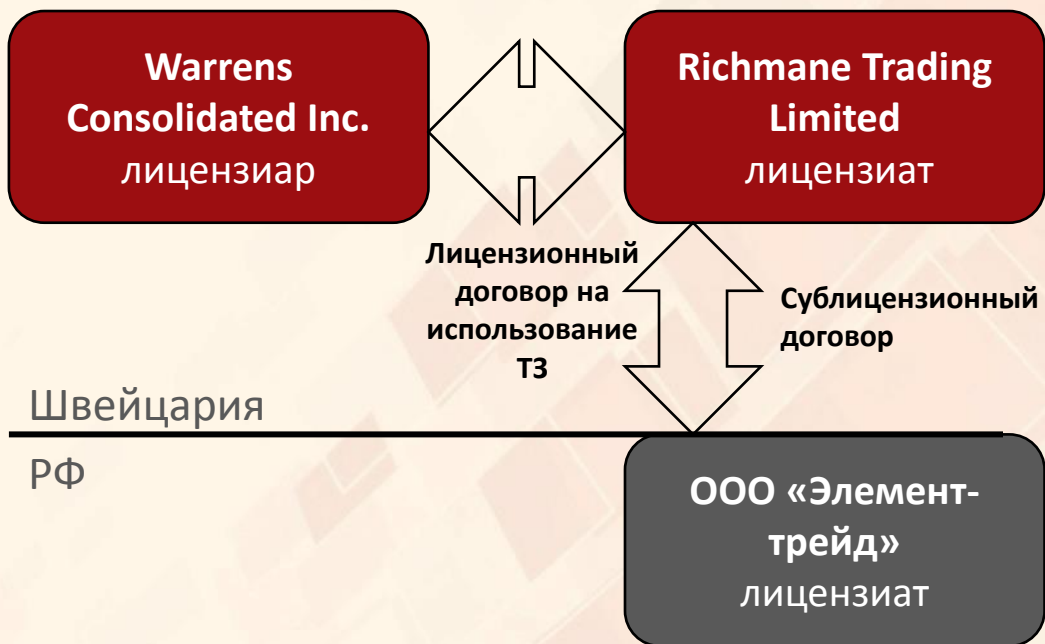 Warrens
Consolidated Inc.
лицензиар
Richmane Trading
Limited
лицензиат
Лицензионный
договор на
использование
ТЗ
Сублицензионный
договор
Швейцария
РФ
ООО «Элемент-
трейд»
лицензиат